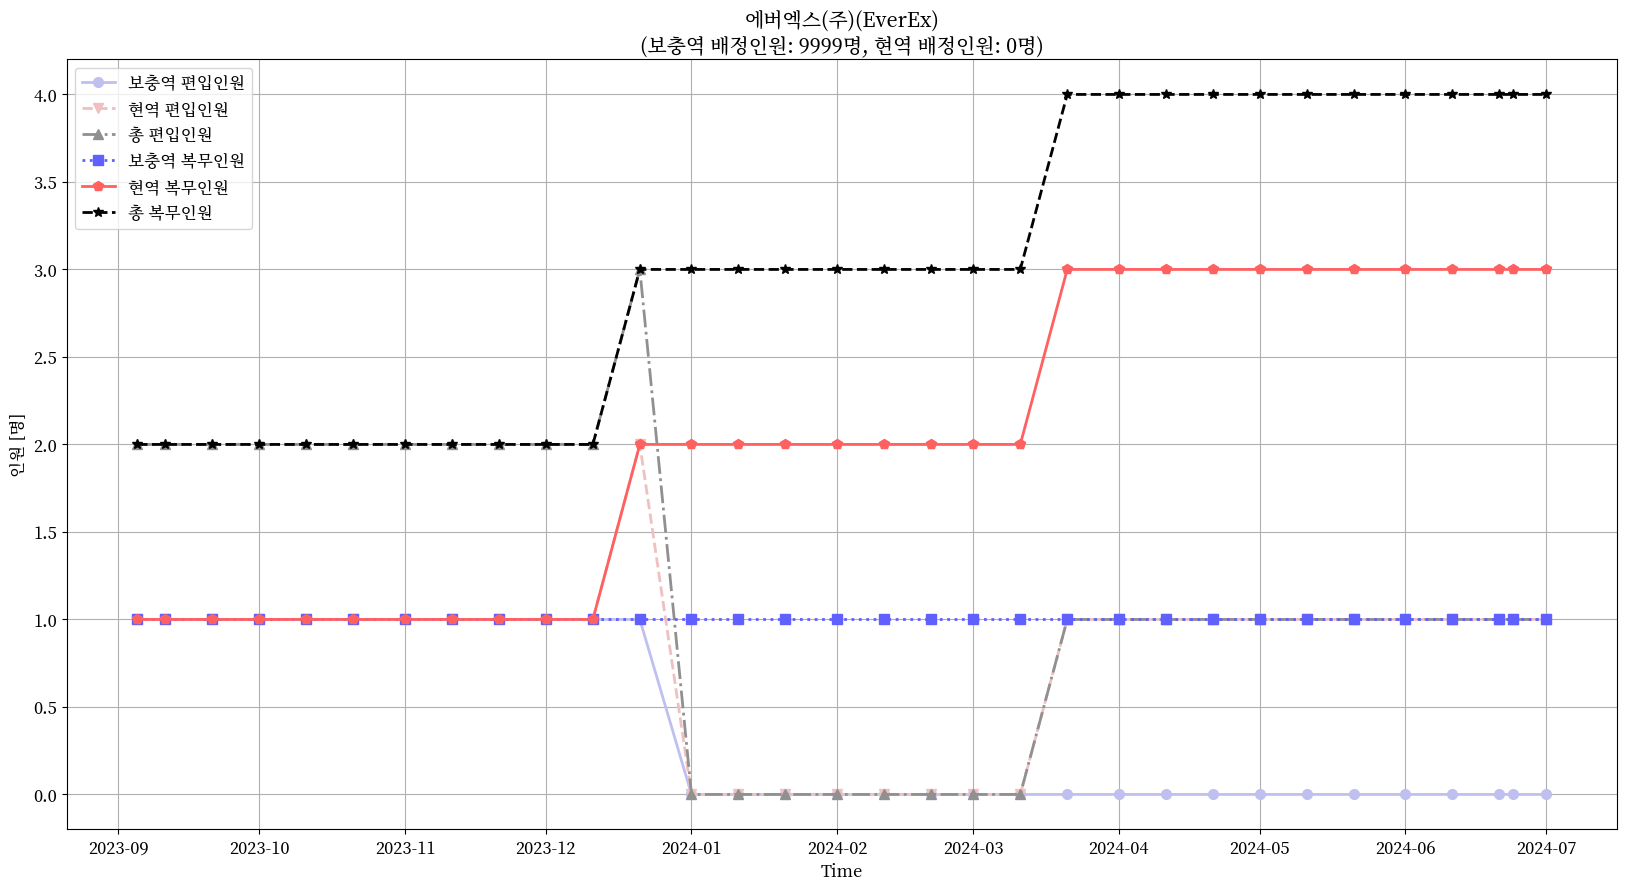 에버엑스(주)(EverEx)
(보충역 배정인원: 9999명, 현역 배정인원: 0명)
보충역 편입인원
현역 편입인원
총 편입인원
보충역 복무인원
현역 복무인원
총 복무인원
4.0
3.5
3.0
2.5
2.0
1.5
1.0
0.5
0.0
인원 [명]
2023-09 2023-10 2023-11 2023-12 2024-01 2024-02 2024-03 2024-04 2024-05 2024-06 2024-07
Time